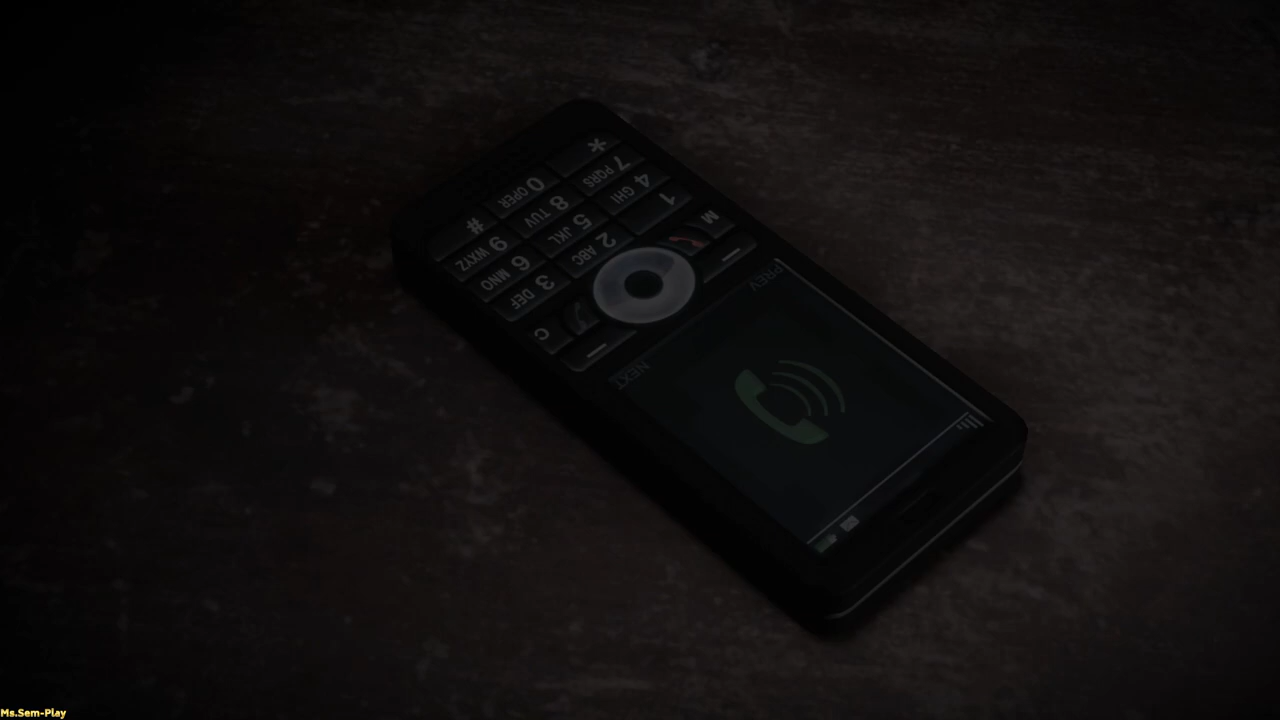 *
7 PQRS
4 GHI
1
M
0 OPER
8 TUV
5 JKL
2 ABC
#
9 WXYZ
6 MNO
3 DEF
C
PREV
NEXT
Ms.Sem-Play